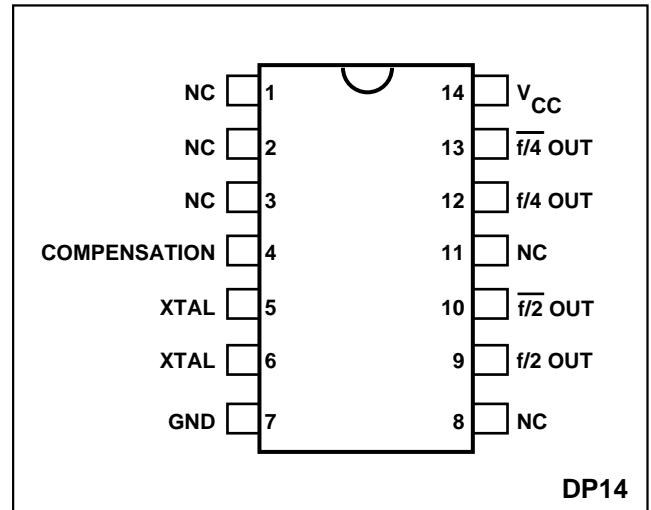 NC 1 14 V_CC
NC 2 13 f̅/̅4̅ OUT
NC 3 12 f/4 OUT
COMPENSATION 4 11 NC
XTAL 5 10 f̅/̅2̅ OUT
XTAL 6 9 f/2 OUT
GND 7 8 NC
DP14